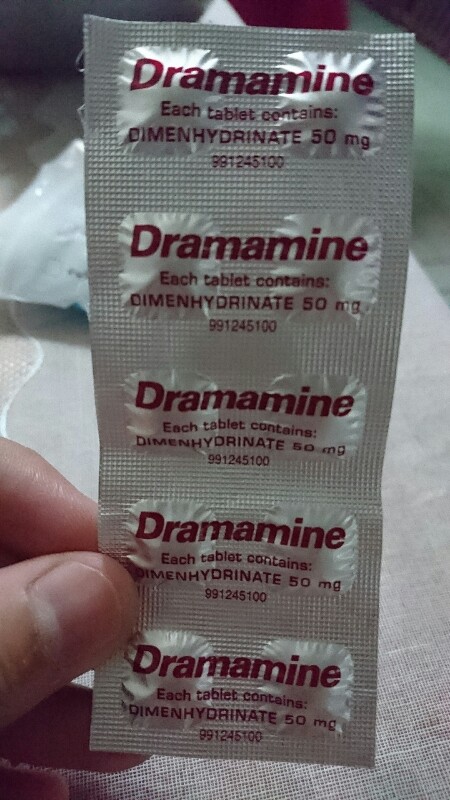 Dramamine
Each tablet contains:
DIMENHYDRINATE 50 mg
991245100
Dramamine
Each tablet contains:
DIMENHYDRINATE 50 mg
991245100
Dramamine
Each tablet contains:
DIMENHYDRINATE 50 mg
991245100
Dramamine
Each tablet contains:
DIMENHYDRINATE 50 mg
991245100
Dramamine
Each tablet contains:
DIMENHYDRINATE 50 mg
991245100